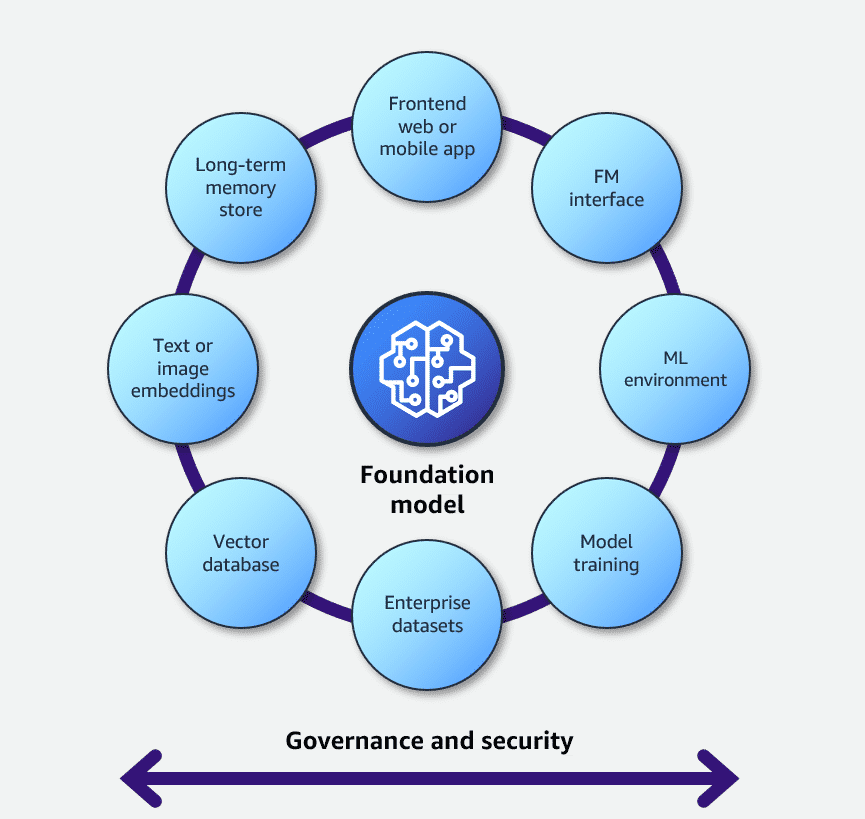 Frontend
web or
mobile app
FM
interface
ML
environment
Model
training
Enterprise
datasets
Vector
database
Text or
image
embeddings
Long-term
memory
store
Foundation
model
Governance and security